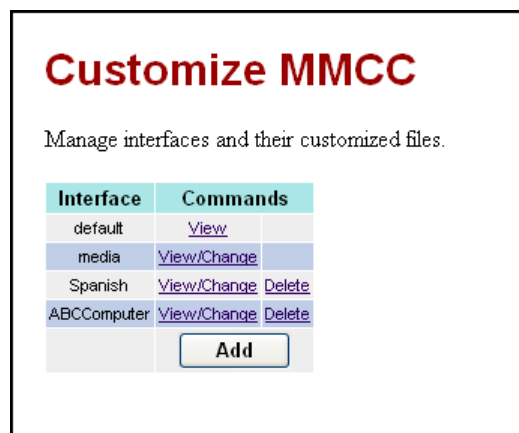 Customize MMCC
Manage interfaces and their customized files.
Interface Commands
default View
media View/Change
Spanish View/Change Delete
ABCComputer View/Change Delete
Add